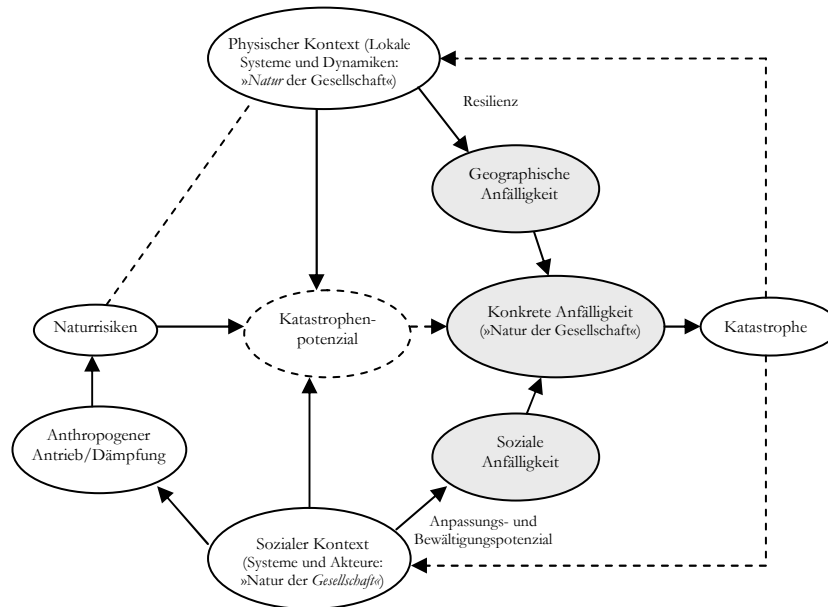 Physischer Kontext (Lokale
Systeme und Dynamiken:
»Natur der Gesellschaft«)
Resilienz
Geographische
Anfälligkeit
Naturrisiken
Katastrophen-
potenzial
Konkrete Anfälligkeit
(»Natur der Gesellschaft«)
Katastrophe
Anthropogener
Antrieb/Dämpfung
Soziale
Anfälligkeit
Anpassungs- und
Bewältigungspotenzial
Sozialer Kontext
(Systeme und Akteure:
»Natur der Gesellschaft«)